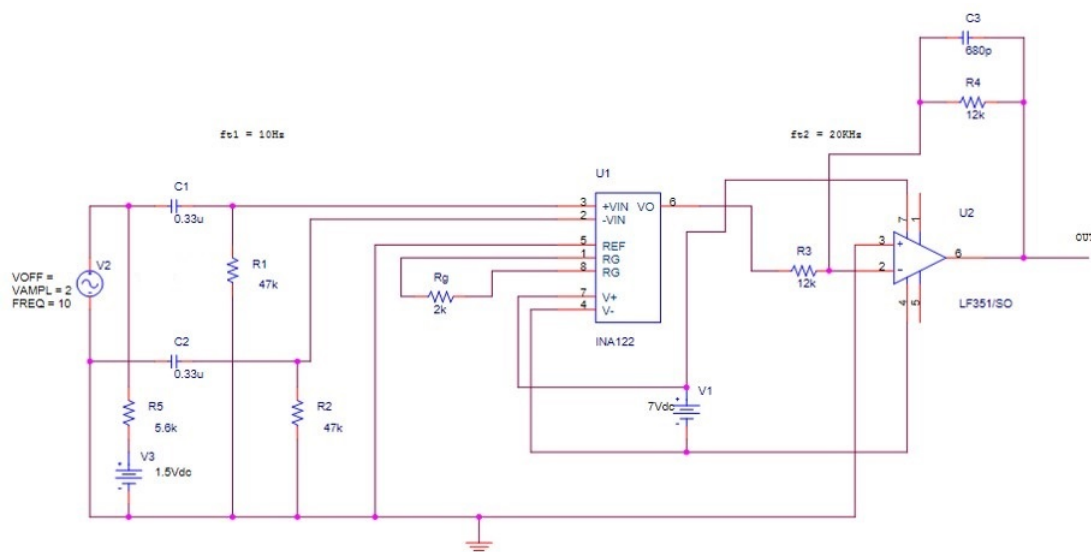 C3
680p
R4
12k
ft1 = 10Hz
ft2 = 20KHz
U1
C1
0.33u
3
+VIN
VO
6
2
-VIN
7
1
U2
5
REF
1
RG
8
RG
R3
12k
3
+
2
-
6
V2
VOFF =
VAMPL = 2
FREQ = 10
R1
47k
Rg
2k
7
V+
4
V-
4
5
LF351/SO
INA122
C2
0.33u
V1
7Vdc
R5
5.6k
R2
47k
V3
1.5Vdc